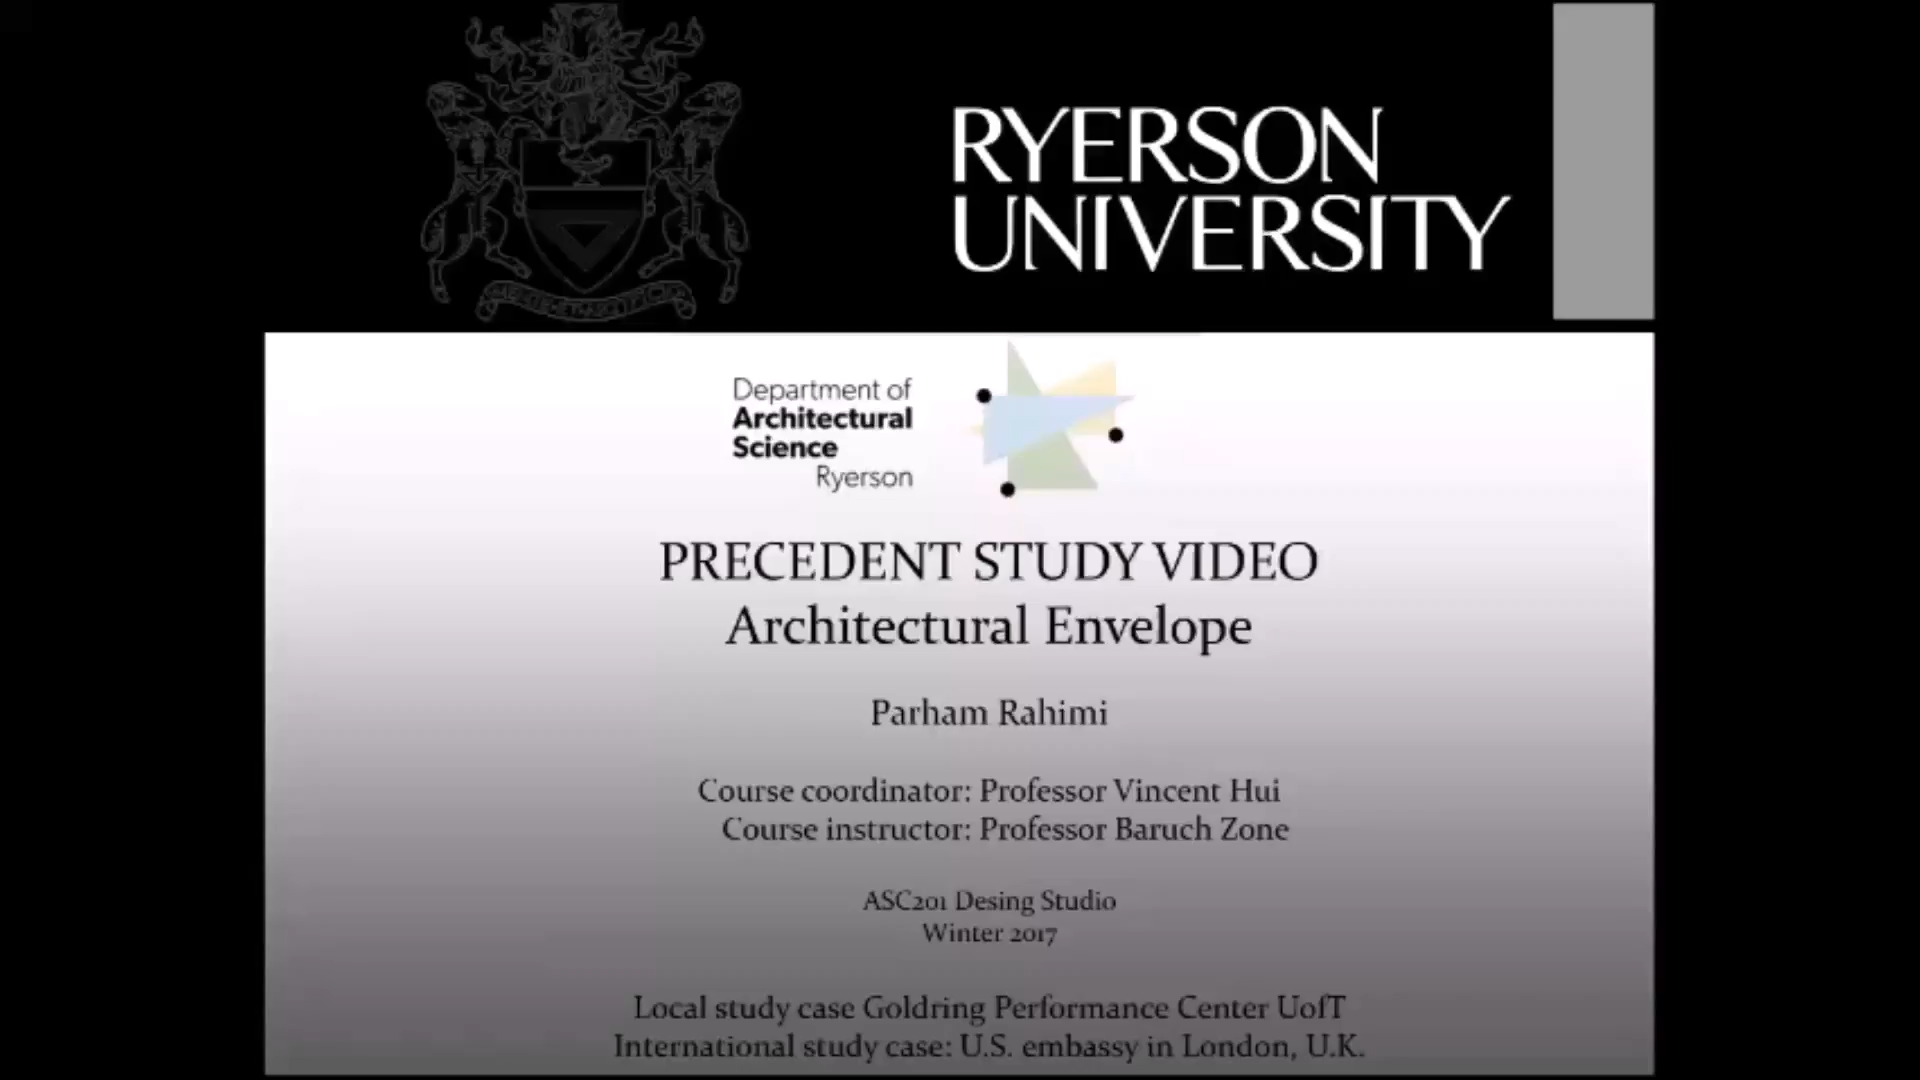 RYERSON
UNIVERSITY
Department of
Architectural
Science
Ryerson
PRECEDENT STUDY VIDEO
Architectural Envelope
Parham Rahimi
Course coordinator: Professor Vincent Hui
Course instructor: Professor Baruch Zone
ASC201 Desing Studio
Winter 2017
Local study case Goldring Performance Center UofT
International study case: U.S. embassy in London, U.K.